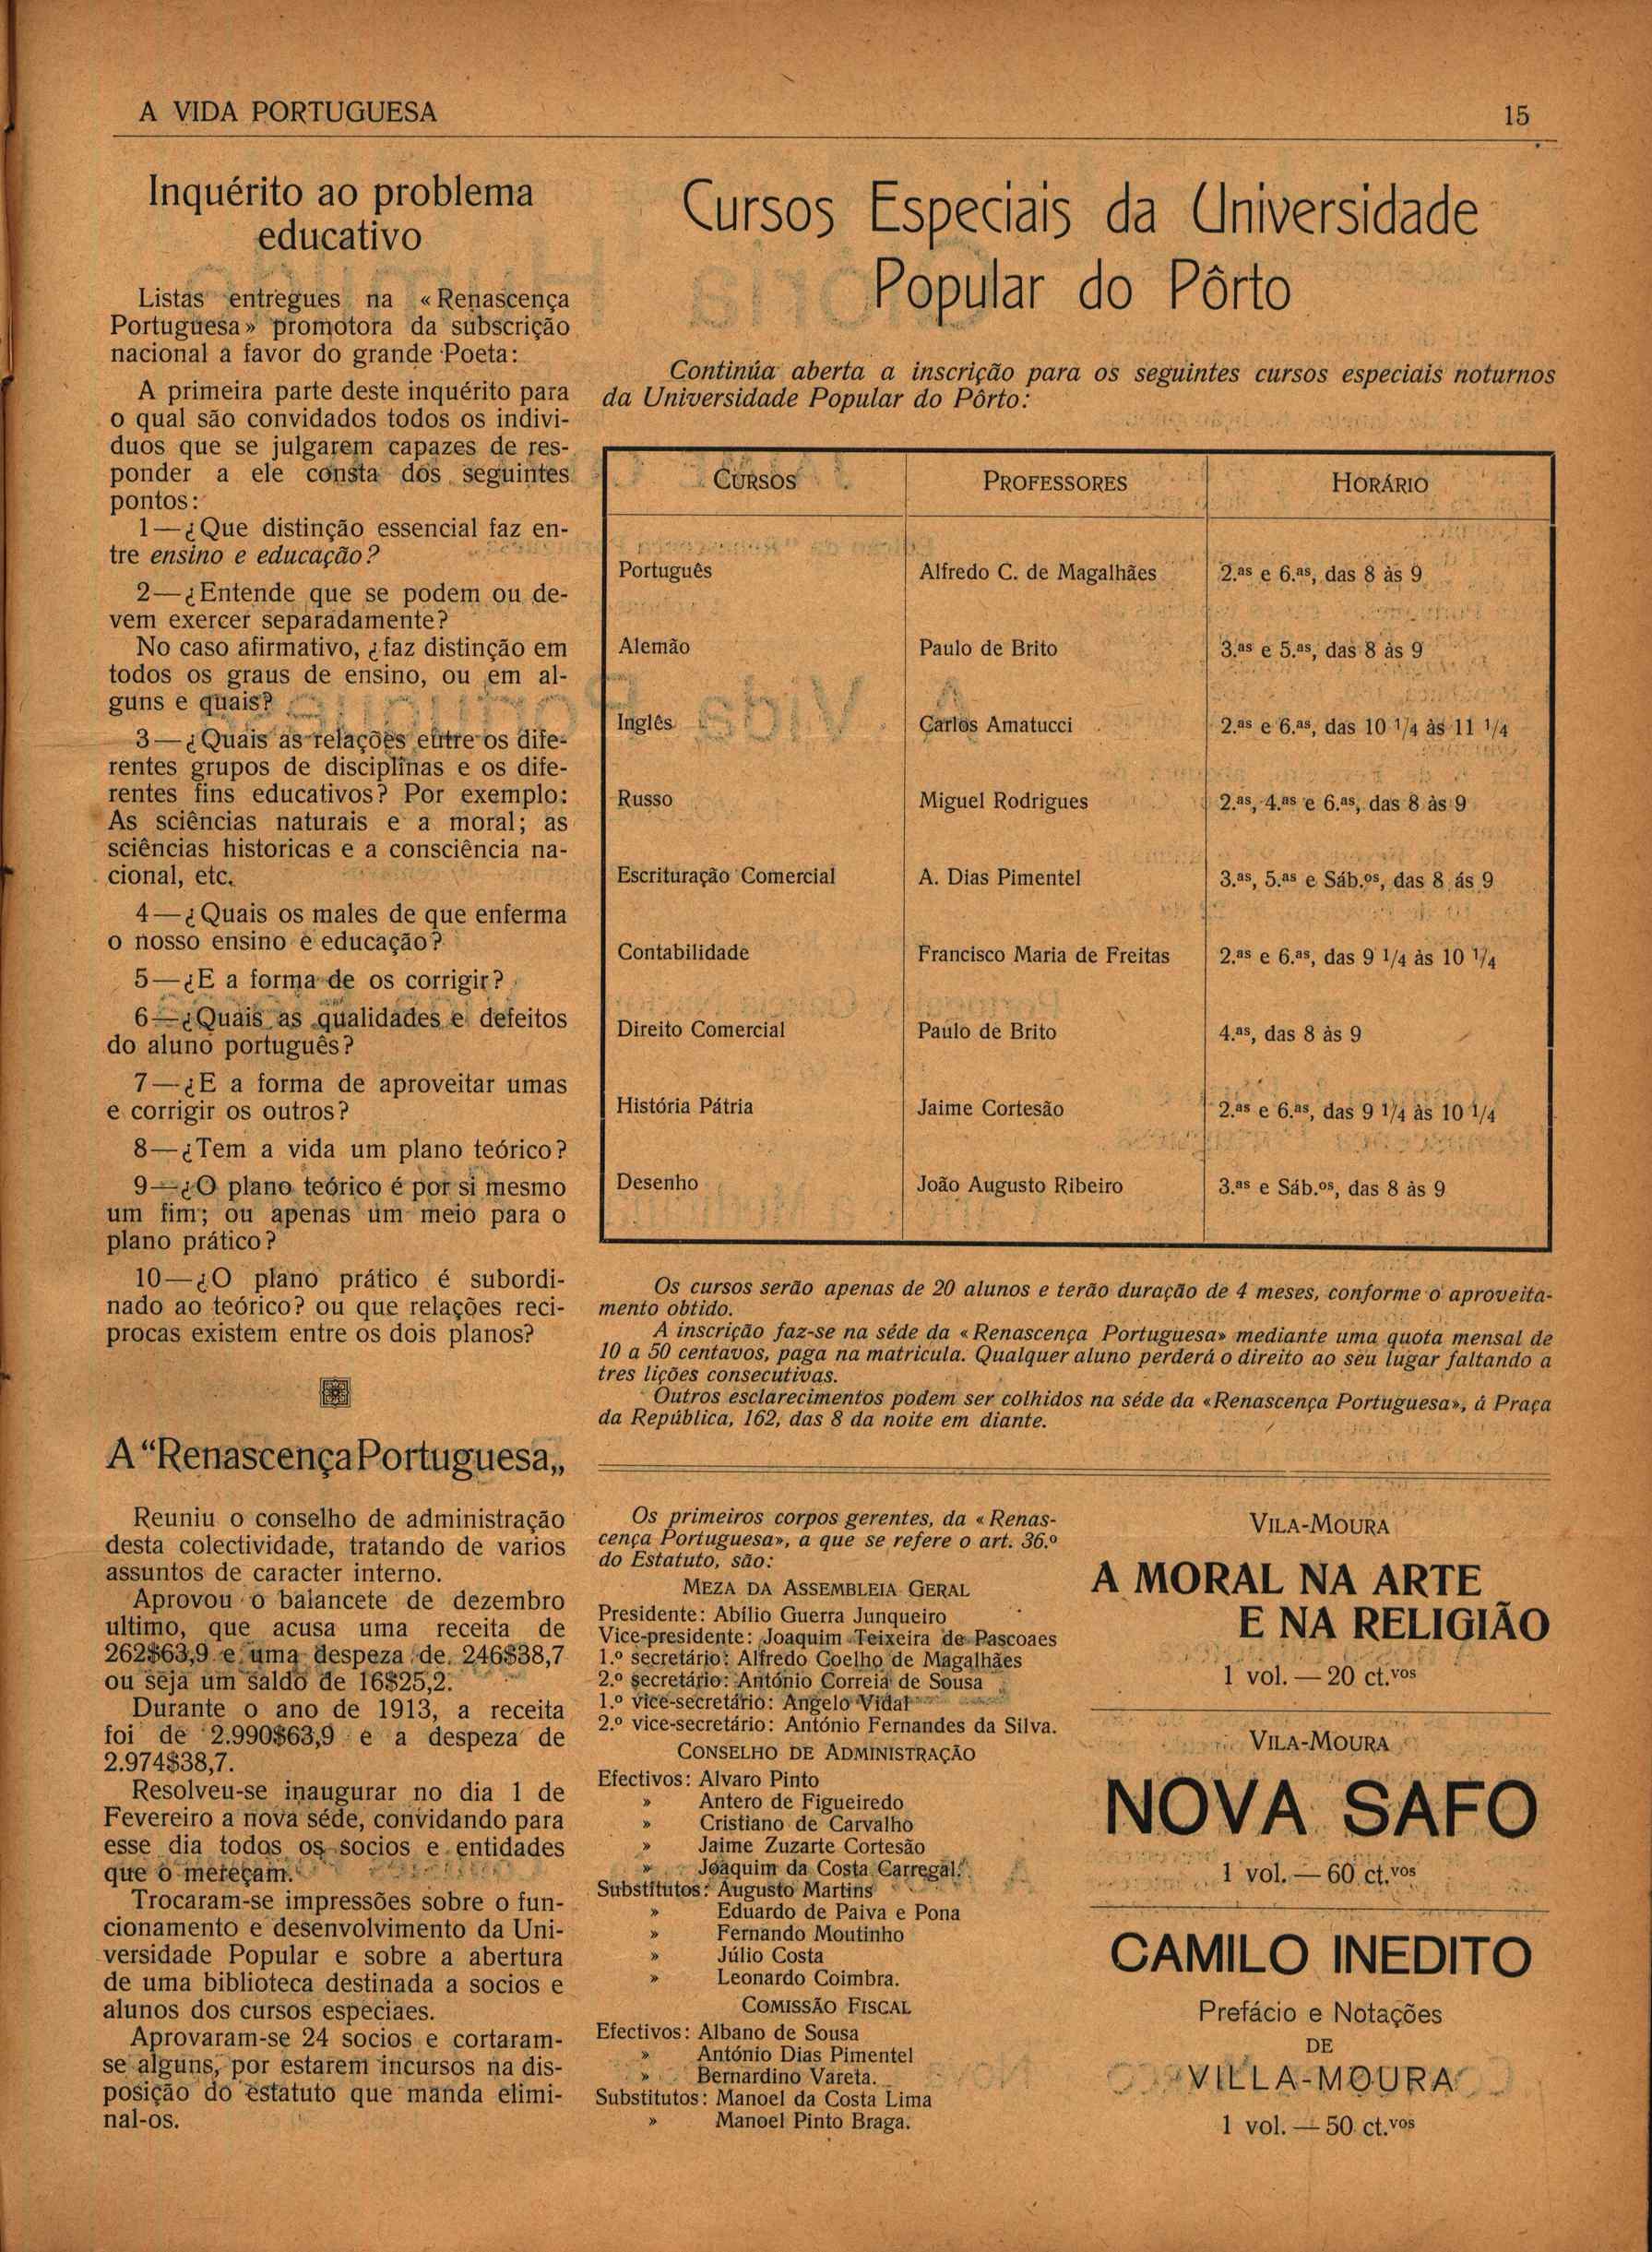 A VIDA PORTUGUESA
15
Inquérito ao problema
educativo
Listas entregues na «Renascença
Portuguesa» promotora da subscrição
nacional a favor do grande Poeta:
A primeira parte deste inquérito para
o qual são convidados todos os indivi-
duos que se julgarem capazes de res-
ponder a ele consta dos seguintes
pontos:
1—¿Que distinção essencial faz en-
tre ensino e educação?
2—¿Entende que se podem ou de-
vem exercer separadamente?
No caso afirmativo, ¿faz distinção em
todos os graus de ensino, ou em al-
guns e quais?
3—¿Quais as relações entre os dife-
rentes grupos de disciplinas e os dife-
rentes fins educativos? Por exemplo:
As sciências naturais e a moral; as
sciências historicas e a consciência na-
cional, etc.
4—¿Quais os males de que enferma
o nosso ensino e educação?
5—¿E a forma de os corrigir?
6—¿Quais as qualidades e defeitos
do aluno português?
7—¿E a forma de aproveitar umas
e corrigir os outros?
8—¿Tem a vida um plano teórico?
9—¿O plano teórico é por si mesmo
um fim; ou apenas um meio para o
plano prático?
10—¿O plano prático é subordi-
nado ao teórico? ou que relações reci-
procas existem entre os dois planos?
A “Renascença Portuguesa„
Reuniu o conselho de administração
desta colectividade, tratando de varios
assuntos de caracter interno.
Aprovou o balancete de dezembro
ultimo, que acusa uma receita de
262$63,9 e uma despeza de 246$38,7
ou seja um saldo de 16$25,2.
Durante o ano de 1913, a receita
foi de 2.990$63,9 e a despeza de
2.974$38,7.
Resolveu-se inaugurar no dia 1 de
Fevereiro a nova séde, convidando para
esse dia todos os socios e entidades
que o mereçam.
Trocaram-se impressões sobre o fun-
cionamento e desenvolvimento da Uni-
versidade Popular e sobre a abertura
de uma biblioteca destinada a socios e
alunos dos cursos especiaes.
Aprovaram-se 24 socios e cortaram-
se alguns, por estarem incursos na dis-
posição do estatuto que manda elimi-
nal-os.
Cursos Especiais da Universidade
Popular do Pôrto
Continúa aberta a inscrição para os seguintes cursos especiais noturnos
da Universidade Popular do Pôrto:
CURSOS PROFESSORES HORÁRIO
Português Alfredo C. de Magalhães 2.as e 6.as, das 8 às 9
Alemão Paulo de Brito 3.as e 5.as, das 8 às 9
Inglês Carlos Amatucci 2.as e 6.as, das 10 1/4 às 11 1/4
Russo Miguel Rodrigues 2.as, 4.as e 6.as, das 8 às 9
Escrituração Comercial A. Dias Pimentel 3.as, 5.as e Sáb.os, das 8 ás 9
Contabilidade Francisco Maria de Freitas 2.as e 6.as, das 9 1/4 às 10 1/4
Direito Comercial Paulo de Brito 4.as, das 8 às 9
História Pátria Jaime Cortesão 2.as e 6.as, das 9 1/4 às 10 1/4
Desenho João Augusto Ribeiro 3.as e Sáb.os, das 8 às 9
Os cursos serão apenas de 20 alunos e terão duração de 4 meses, conforme o aproveita-
mento obtido.
A inscrição faz-se na séde da «Renascença Portuguesa» mediante uma quota mensal de
10 a 50 centavos, paga na matricula. Qualquer aluno perderá o direito ao seu lugar faltando a
tres lições consecutivas.
Outros esclarecimentos podem ser colhidos na séde da «Renascença Portuguesa», á Praça
da República, 162, das 8 da noite em diante.
Os primeiros corpos gerentes, da «Renas-
cença Portuguesa», a que se refere o art. 36.º
do Estatuto, são:
MEZA DA ASSEMBLEIA GERAL
Presidente: Abílio Guerra Junqueiro
Vice-presidente: Joaquim Teixeira de Pascoaes
1.º secretário: Alfredo Coelho de Magalhães
2.º secretário: António Correia de Sousa
1.º vice-secretário: Angelo Vidal
2.º vice-secretário: António Fernandes da Silva.
CONSELHO DE ADMINISTRAÇÃO
Efectivos: Alvaro Pinto
» Antero de Figueiredo
» Cristiano de Carvalho
» Jaime Zuzarte Cortesão
» Joaquim da Costa Carregal.
Substitutos: Augusto Martins
» Eduardo de Paiva e Pona
» Fernando Moutinho
» Júlio Costa
» Leonardo Coimbra.
COMISSÃO FISCAL
Efectivos: Albano de Sousa
» António Dias Pimentel
» Bernardino Vareta.
Substitutos: Manoel da Costa Lima
» Manoel Pinto Braga.
VILA-MOURA
A MORAL NA ARTE
E NA RELIGIÃO
1 vol. — 20 ct.vos
VILA-MOURA
NOVA SAFO
1 vol. — 60 ct.vos
CAMILO INEDITO
Prefácio e Notações
DE
VILLA-MOURA
1 vol. — 50 ct.vos